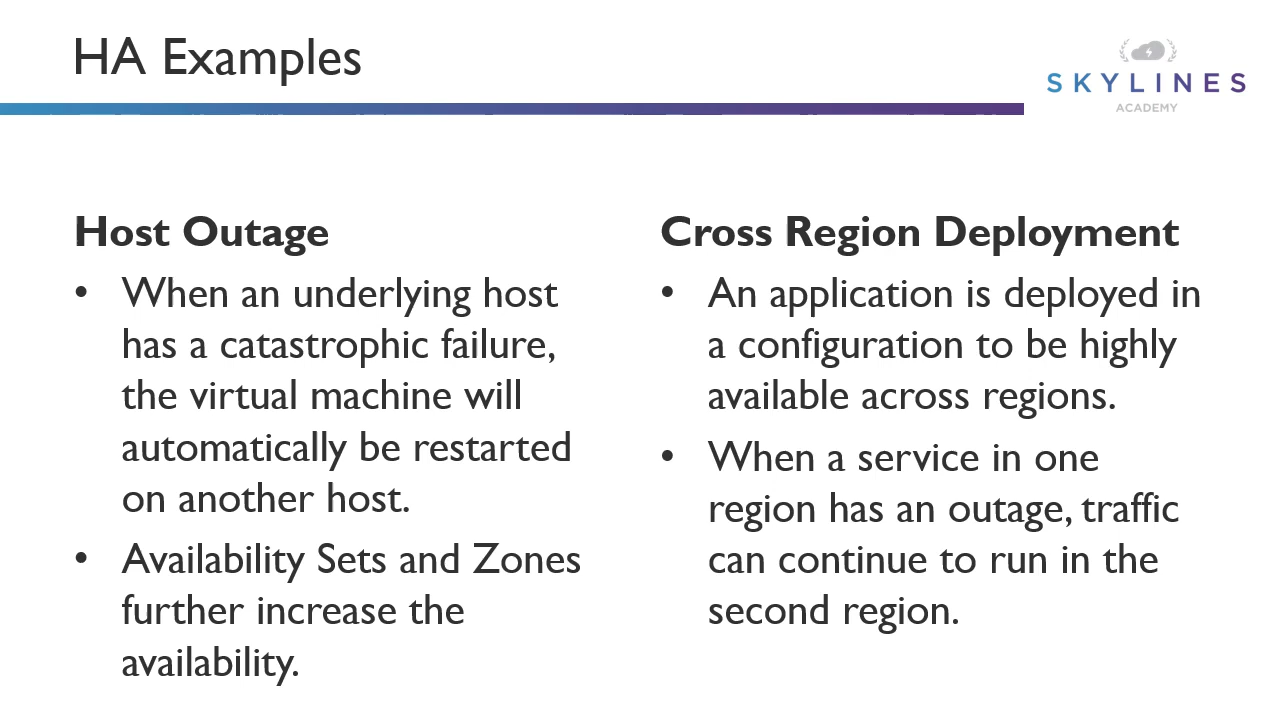 HA Examples
SKYLINES
ACADEMY
Host Outage
• When an underlying host
has a catastrophic failure,
the virtual machine will
automatically be restarted
on another host.
• Availability Sets and Zones
further increase the
availability.
Cross Region Deployment
• An application is deployed in
a configuration to be highly
available across regions.
• When a service in one
region has an outage, traffic
can continue to run in the
second region.